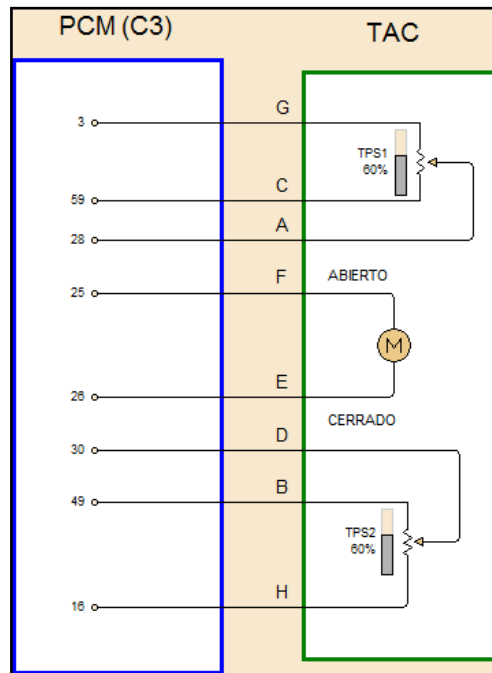 PCM (C3)
TAC
G
3
TPS1
60%
C
59
A
28
F
ABIERTO
25
M
E
26
CERRADO
D
30
B
49
TPS2
60%
H
16